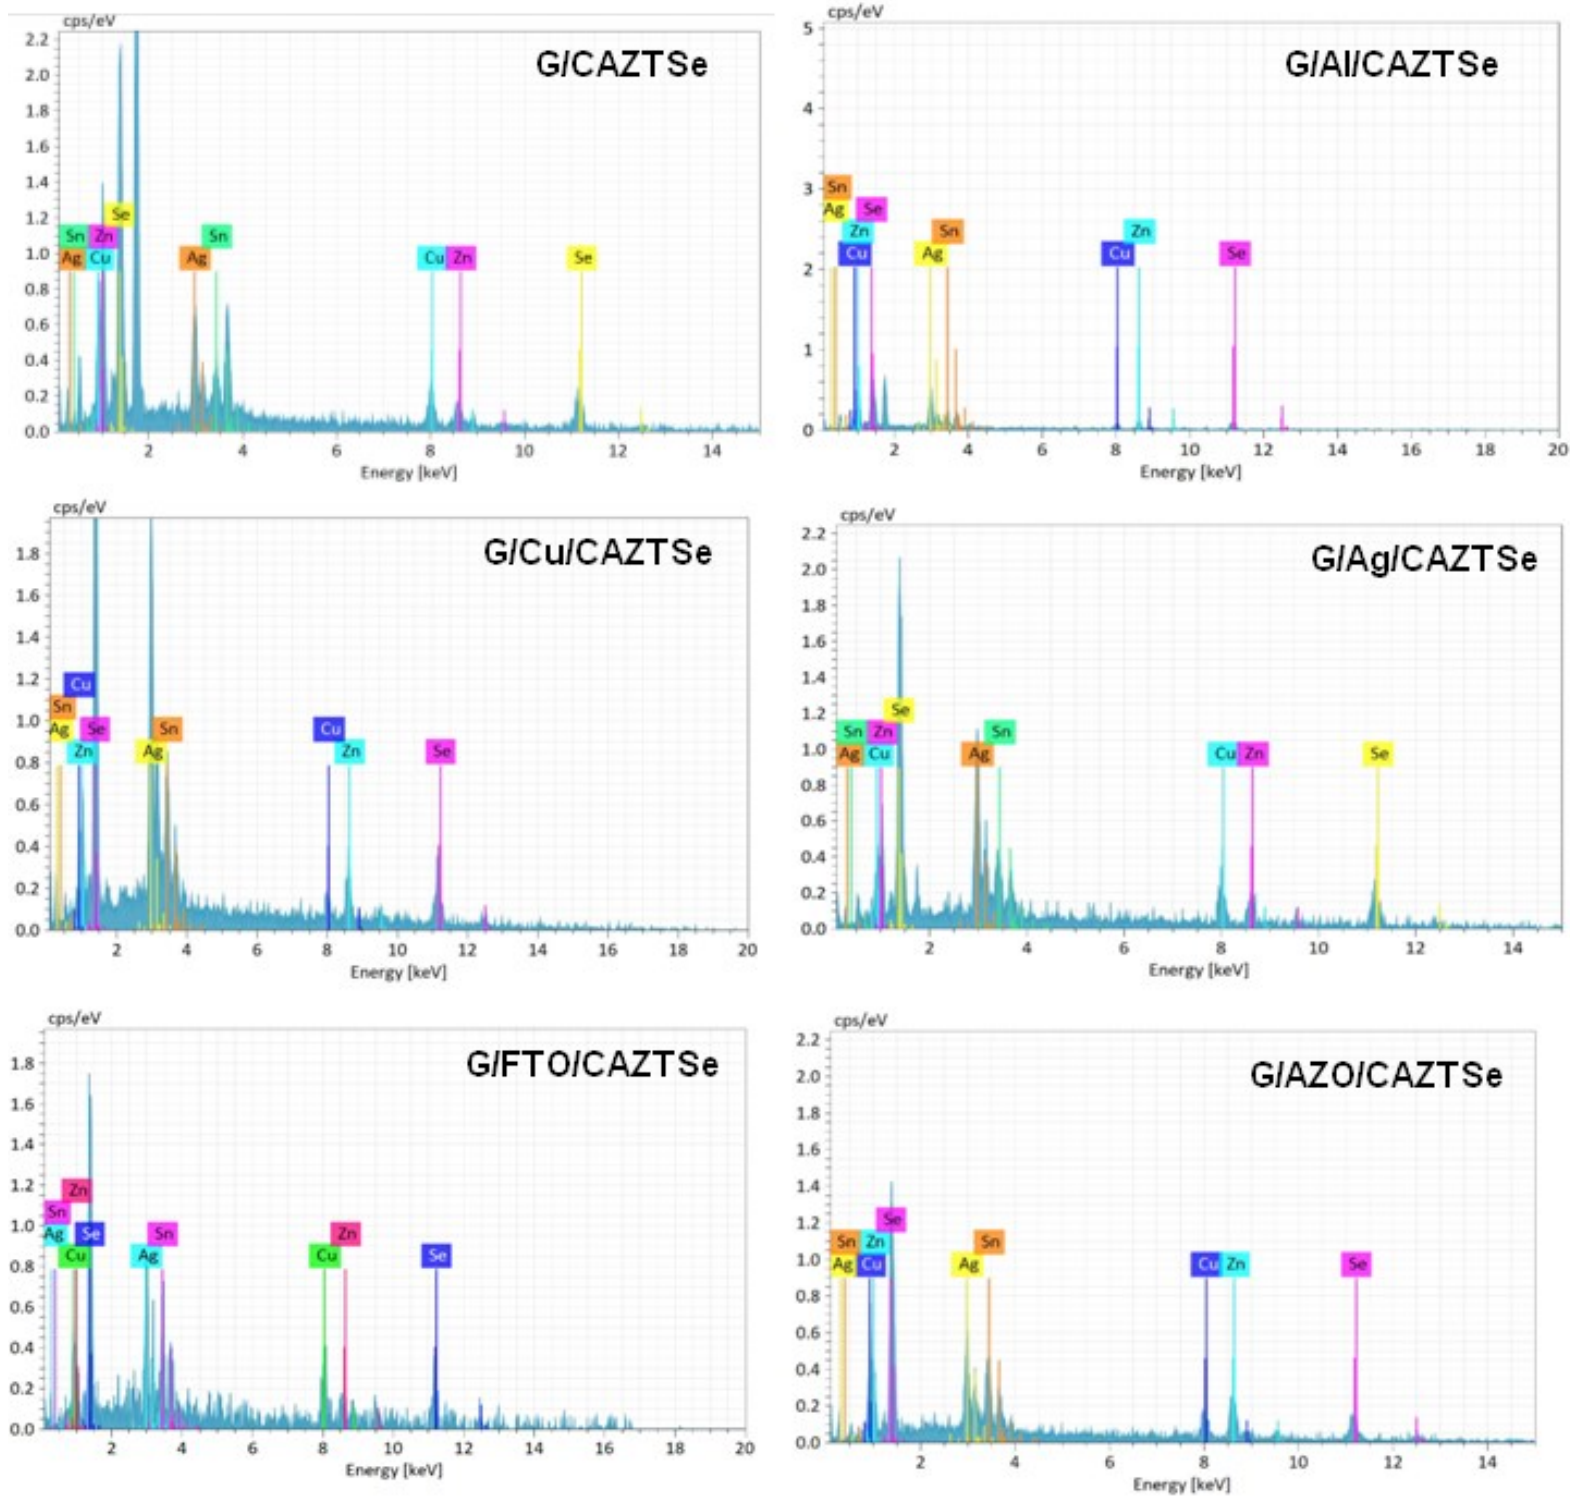 cps/eV
G/CAZTSe
2.2
2.0
1.8
1.6
1.4
1.2
1.0
0.8
0.6
0.4
0.2
0.0
Se
Sn Zn Sn
Ag Cu Ag Cu Zn Se
2 4 6 8 10 12 14
Energy [keV]
cps/eV
G/Al/CAZTSe
5
4
3
2
1
0
Sn
Ag Se
Zn Sn Zn
Cu Ag Cu Se
2 4 6 8 10 12 14 16 18 20
Energy [keV]
cps/eV
G/Cu/CAZTSe
1.8
1.6
1.4
1.2
1.0
0.8
0.6
0.4
0.2
0.0
Cu
Sn
Ag Se Sn Cu
Zn Ag Zn Se
2 4 6 8 10 12 14 16 18 20
Energy [keV]
cps/eV
G/Ag/CAZTSe
2.2
2.0
1.8
1.6
1.4
1.2
1.0
0.8
0.6
0.4
0.2
0.0
Se
Sn Zn Sn
Ag Cu Ag Cu Zn Se
2 4 6 8 10 12 14
Energy [keV]
cps/eV
G/FTO/CAZTSe
1.8
1.6
1.4
1.2
1.0
0.8
0.6
0.4
0.2
0.0
Zn
Sn
Ag Se Sn Zn
Cu Ag Cu Se
2 4 6 8 10 12 14 16 18 20
Energy [keV]
cps/eV
G/AZO/CAZTSe
2.2
2.0
1.8
1.6
1.4
1.2
1.0
0.8
0.6
0.4
0.2
0.0
Se
Sn Zn Sn
Ag Cu Ag Cu Zn Se
2 4 6 8 10 12 14
Energy [keV]